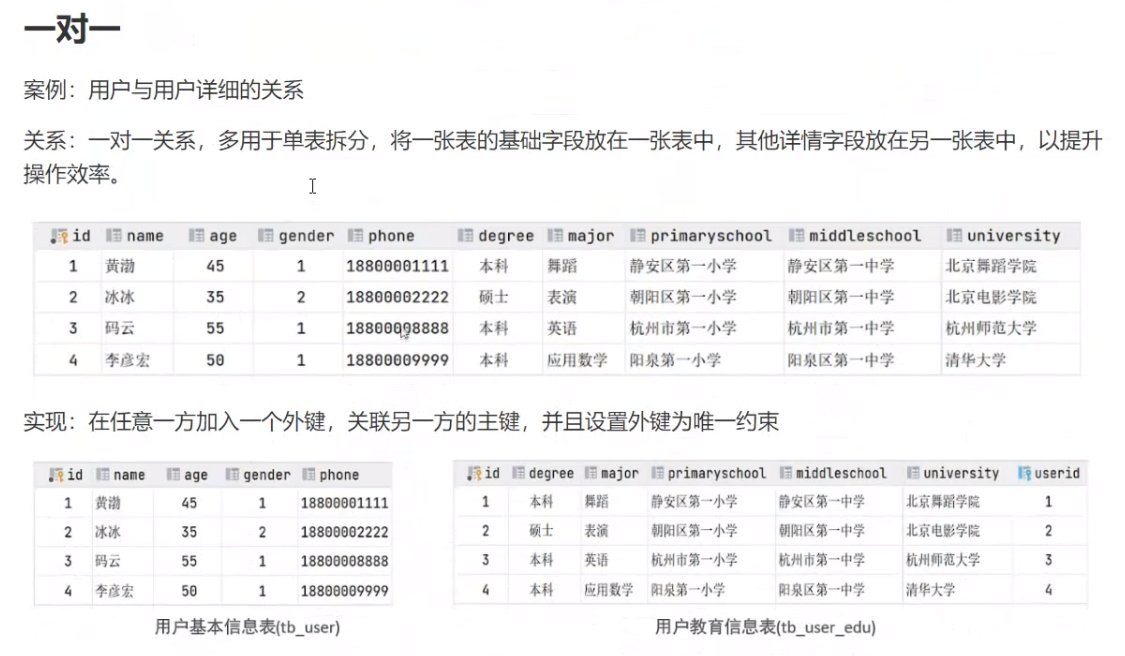 一对一
案例：用户与用户详细的关系
关系：一对一关系，多用于单表拆分，将一张表的基础字段放在一张表中，其他详情字段放在另一张表中，以提升
操作效率。
id name age gender phone degree major primaryschool middleschool university
1 黄渤 45 1 18800001111 本科 舞蹈 静安区第一小学 静安区第一中学 北京舞蹈学院
2 冰冰 35 2 18800002222 硕士 表演 朝阳区第一小学 朝阳区第一中学 北京电影学院
3 码云 55 1 18800008888 本科 英语 杭州市第一小学 杭州市第一中学 杭州师范大学
4 李彦宏 50 1 18800009999 本科 应用数学 阳泉第一小学 阳泉区第一中学 清华大学
实现：在任意一方加入一个外键，关联另一方的主键，并且设置外键为唯一约束
id name age gender phone
1 黄渤 45 1 18800001111
2 冰冰 35 2 18800002222
3 码云 55 1 18800008888
4 李彦宏 50 1 18800009999
用户基本信息表(tb_user)
id degree major primaryschool middleschool university userid
1 本科 舞蹈 静安区第一小学 静安区第一中学 北京舞蹈学院 1
2 硕士 表演 朝阳区第一小学 朝阳区第一中学 北京电影学院 2
3 本科 英语 杭州市第一小学 杭州市第一中学 杭州师范大学 3
4 本科 应用数学 阳泉第一小学 阳泉区第一中学 清华大学 4
用户教育信息表(tb_user_edu)